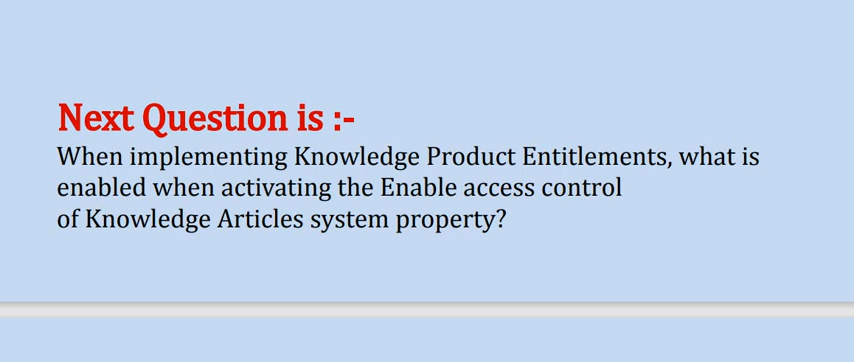 Next Question is :-
When implementing Knowledge Product Entitlements, what is
enabled when activating the Enable access control
of Knowledge Articles system property?